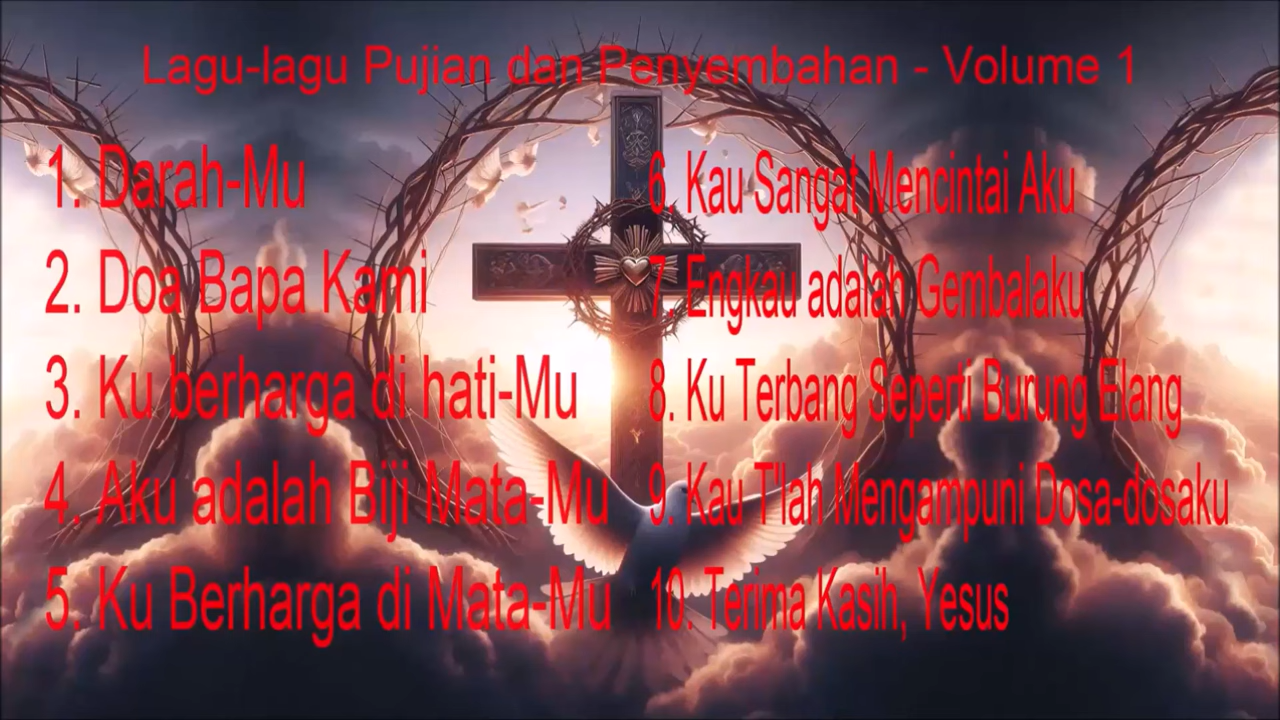 Lagu-lagu Pujian dan Penyembahan - Volume 1
1. Darah-Mu
2. Doa Bapa Kami
3. Ku berharga di hati-Mu
4. Aku adalah Biji Mata-Mu
5. Ku Berharga di Mata-Mu
6. Kau Sangat Mencintai Aku
7. Engkau adalah Gembalaku
8. Ku Terbang Seperti Burung Elang
9. Kau T'lah Mengampuni Dosa-dosaku
10. Terima Kasih, Yesus